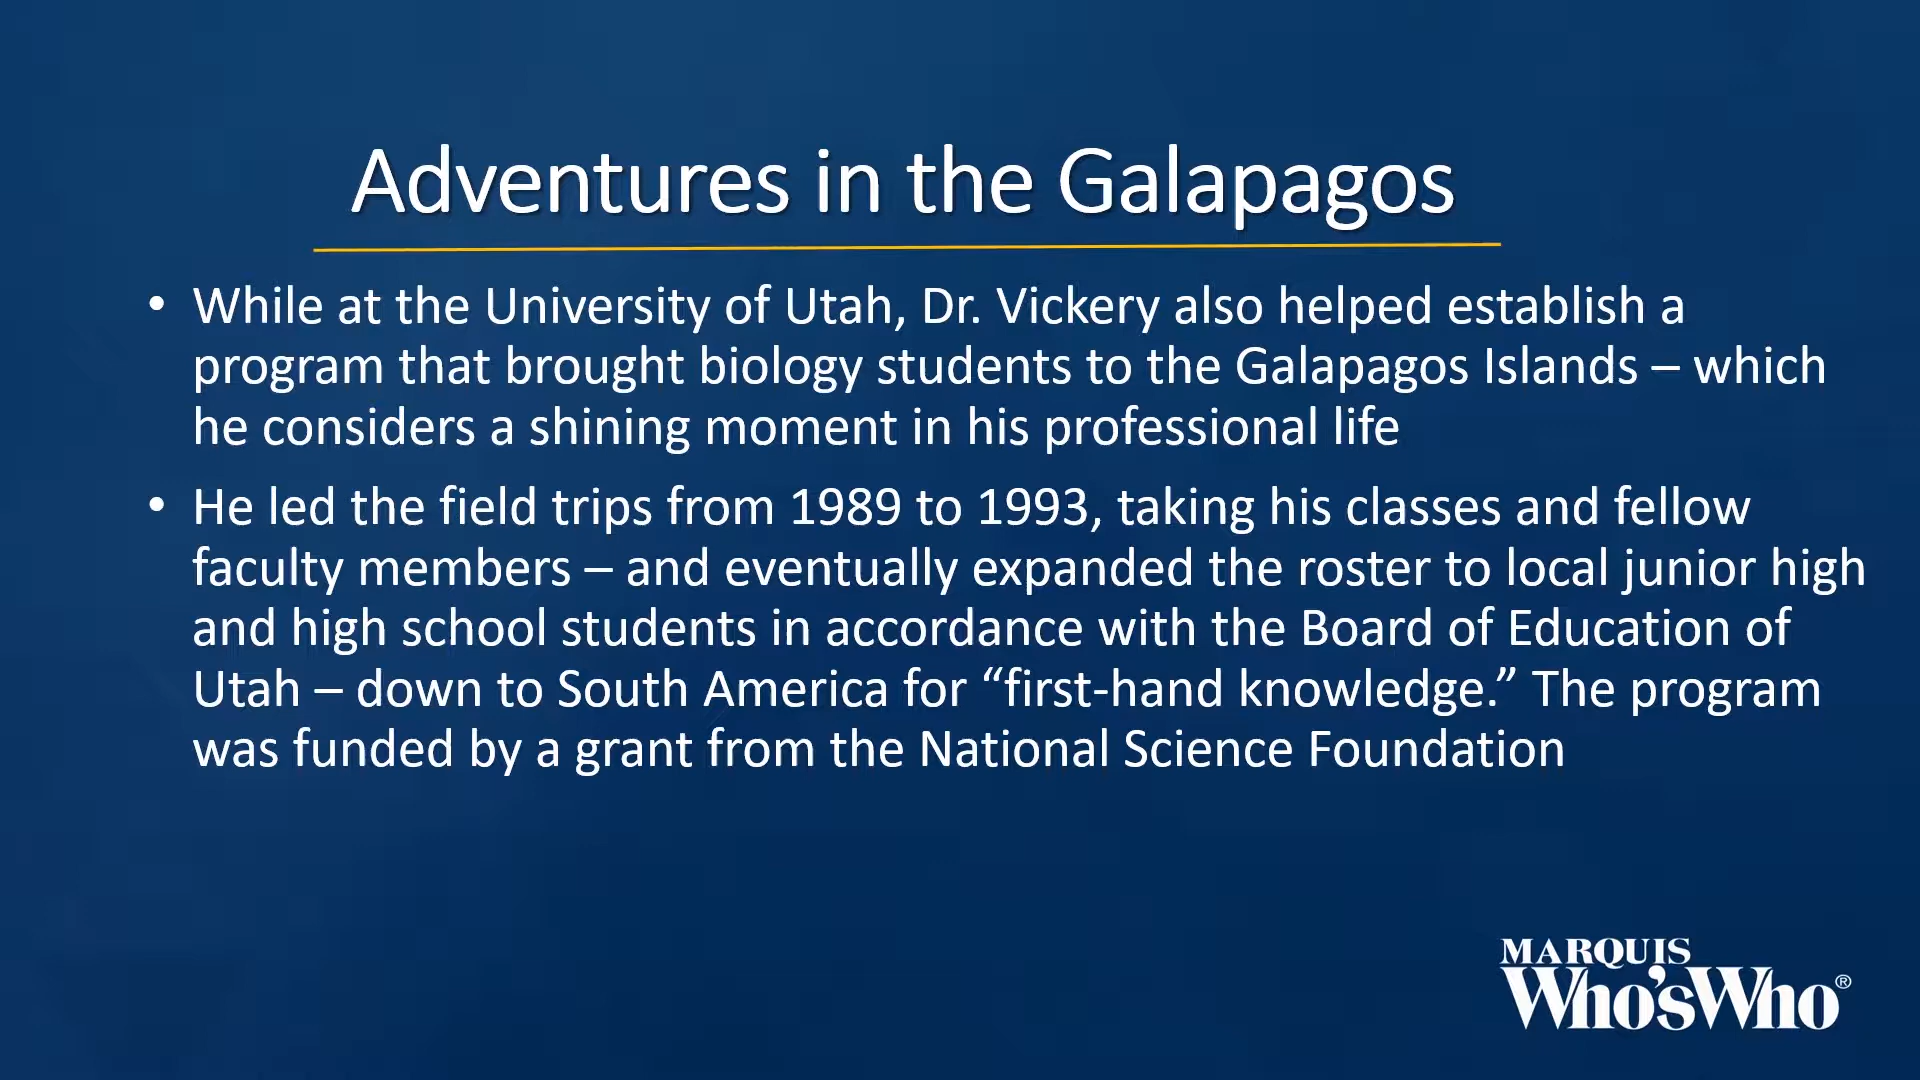 Adventures in the Galapagos
• While at the University of Utah, Dr. Vickery also helped establish a
program that brought biology students to the Galapagos Islands – which
he considers a shining moment in his professional life
• He led the field trips from 1989 to 1993, taking his classes and fellow
faculty members – and eventually expanded the roster to local junior high
and high school students in accordance with the Board of Education of
Utah – down to South America for “first-hand knowledge.” The program
was funded by a grant from the National Science Foundation
MARQUIS
Who'sWho®